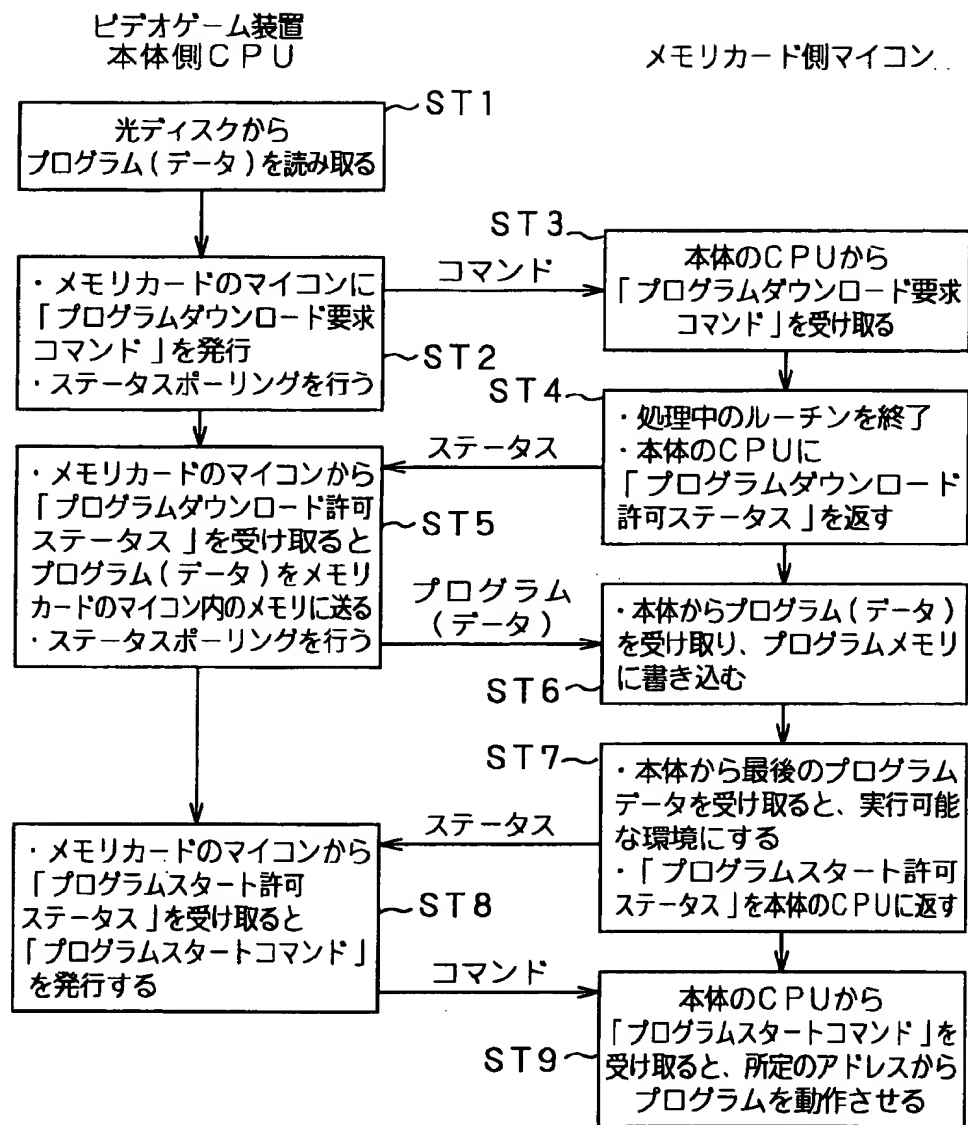 ビデオゲーム装置
本体側CPU
メモリカード側マイコン
ST1
光ディスクから
プログラム(データ)を読み取る
・メモリカードのマイコンに
「プログラムダウンロード要求
コマンド」を発行
・ステータスポーリングを行う
ST2
コマンド
ST3
本体のCPUから
「プログラムダウンロード要求
コマンド」を受け取る
ST4
・処理中のルーチンを終了
・本体のCPUに
「プログラムダウンロード
許可ステータス」を返す
ステータス
・メモリカードのマイコンから
「プログラムダウンロード許可
ステータス」を受け取ると
プログラム(データ)をメモリ
カードのマイコン内のメモリに送る
・ステータスポーリングを行う
ST5
プログラム
(データ)
・本体からプログラム(データ)
を受け取り、プログラムメモリ
に書き込む
ST6
ST7
・本体から最後のプログラム
データを受け取ると、実行可能
な環境にする
・「プログラムスタート許可
ステータス」を本体のCPUに返す
ステータス
・メモリカードのマイコンから
「プログラムスタート許可
ステータス」を受け取ると
「プログラムスタートコマンド」
を発行する
ST8
コマンド
本体のCPUから
「プログラムスタートコマンド」を
受け取ると、所定のアドレスから
プログラムを動作させる
ST9